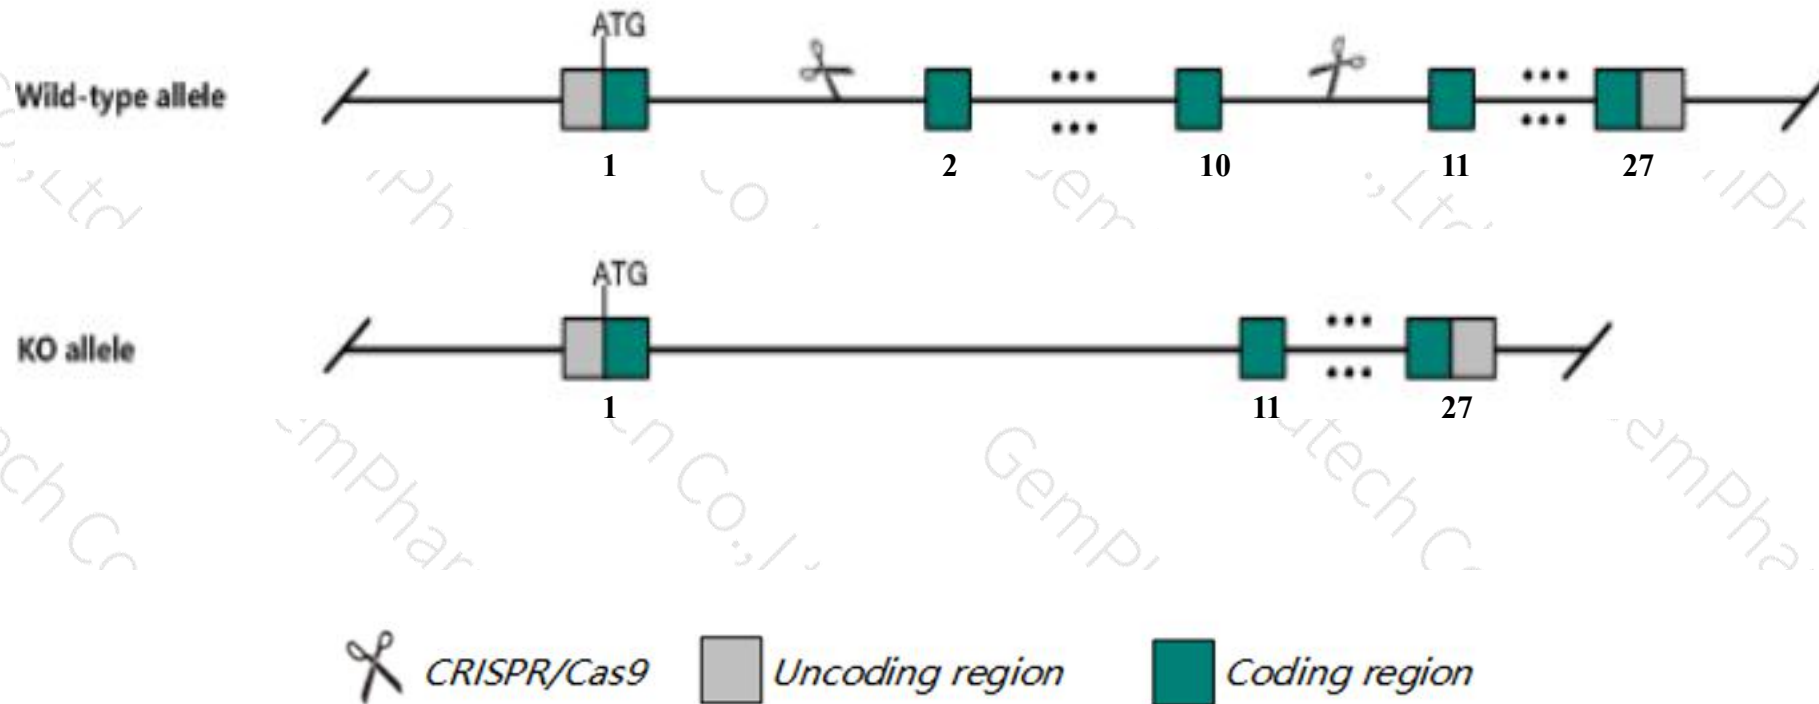 ATG
Wild-type allele
1 2 10 11 27
ATG
KO allele
1 11 27
CRISPR/Cas9 Uncoding region Coding region